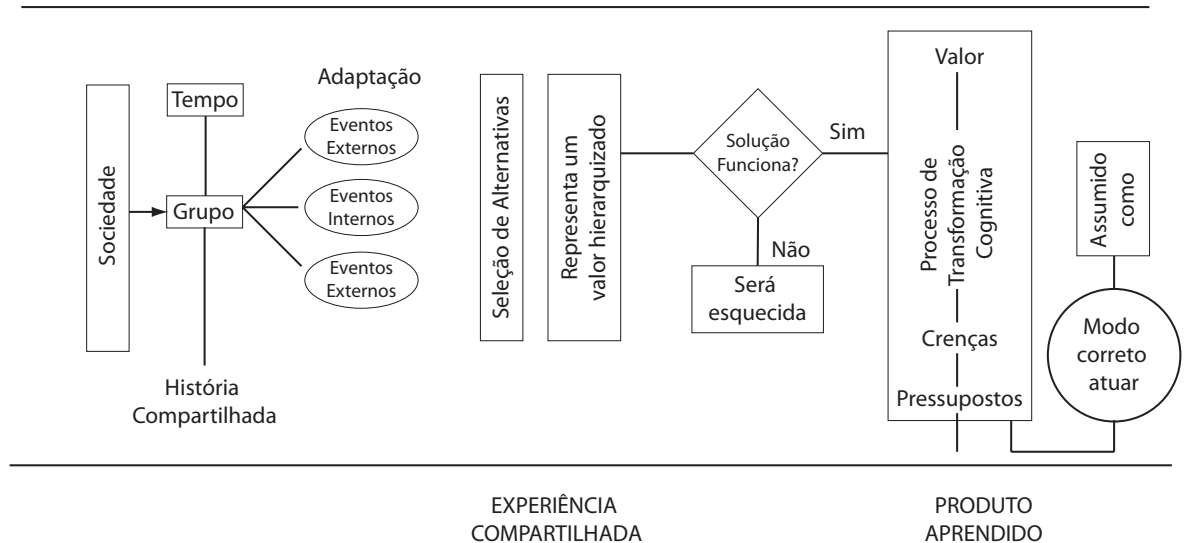 Sociedade
Tempo
Grupo
História
Compartilhada
Adaptação
Eventos
Externos
Eventos
Internos
Eventos
Externos
Seleção de Alternativas
Representa um
valor hierarquizado
Solução
Funciona?
Sim
Não
Será
esquecida
Valor
Processo de
Transformação
Cognitiva
Crenças
Pressupostos
Assumido
como
Modo
correto
atuar
EXPERIÊNCIA
COMPARTILHADA
PRODUTO
APRENDIDO